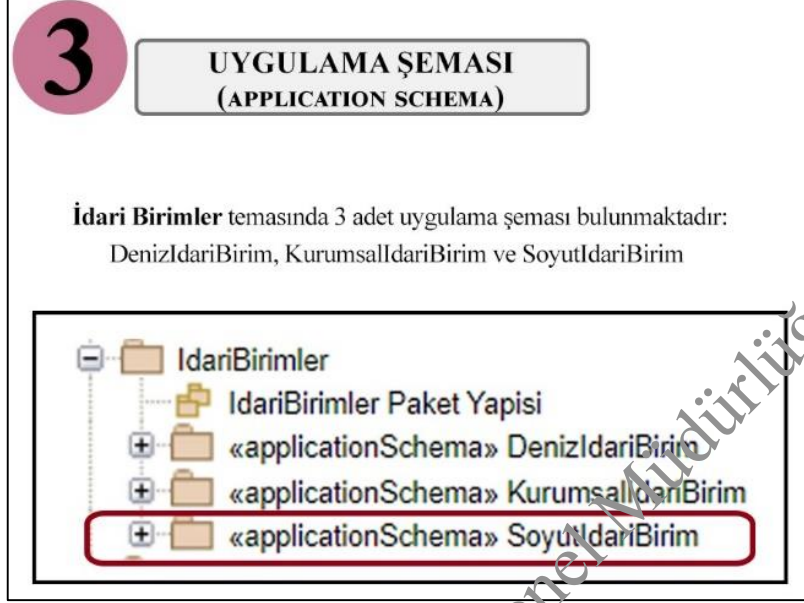 3
UYGULAMA ŞEMASI
(APPLICATION SCHEMA)
İdari Birimler temasında 3 adet uygulama şeması bulunmaktadır:
DenizIdariBirim, KurumsalIdariBirim ve SoyutIdariBirim
IdariBirimler
IdariBirimler Paket Yapisi
«applicationSchema» DenizIdariBirim
«applicationSchema» KurumsalIdariBirim
«applicationSchema» SoyutIdariBirim